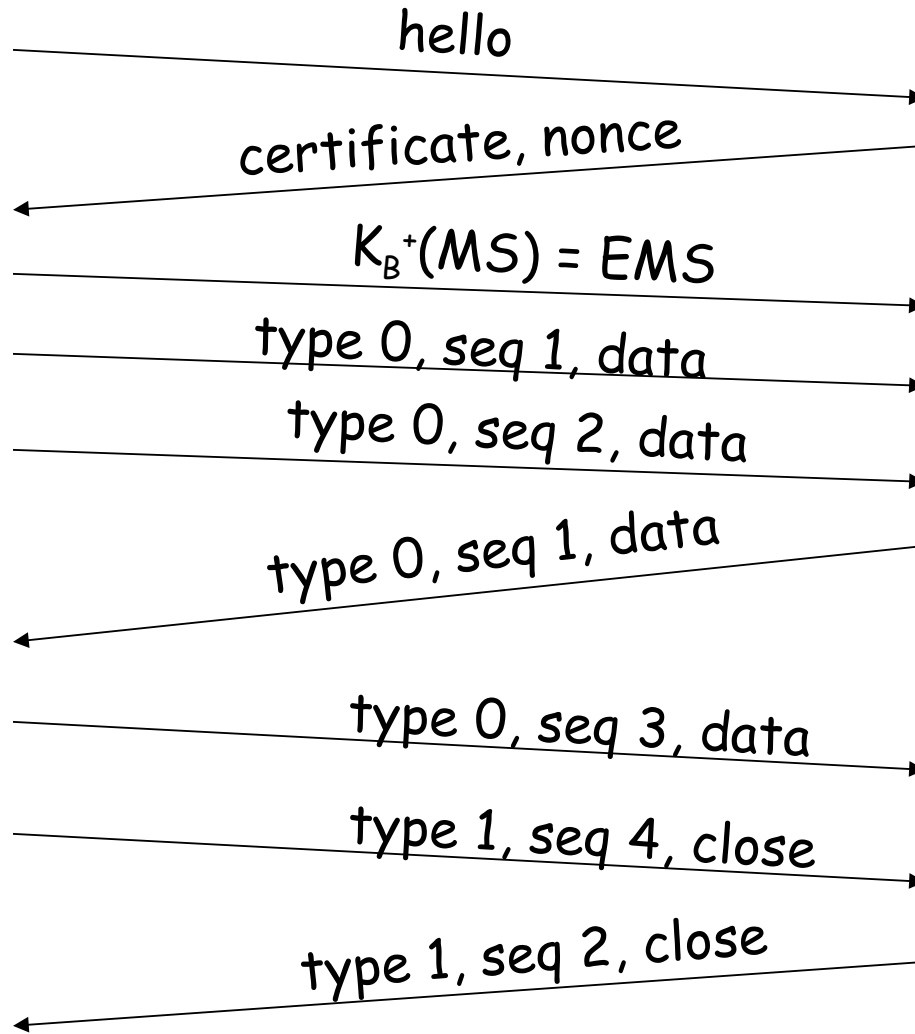 hello
certificate, nonce
K_B⁺(MS) = EMS
type 0, seq 1, data
type 0, seq 2, data
type 0, seq 1, data
type 0, seq 3, data
type 1, seq 4, close
type 1, seq 2, close